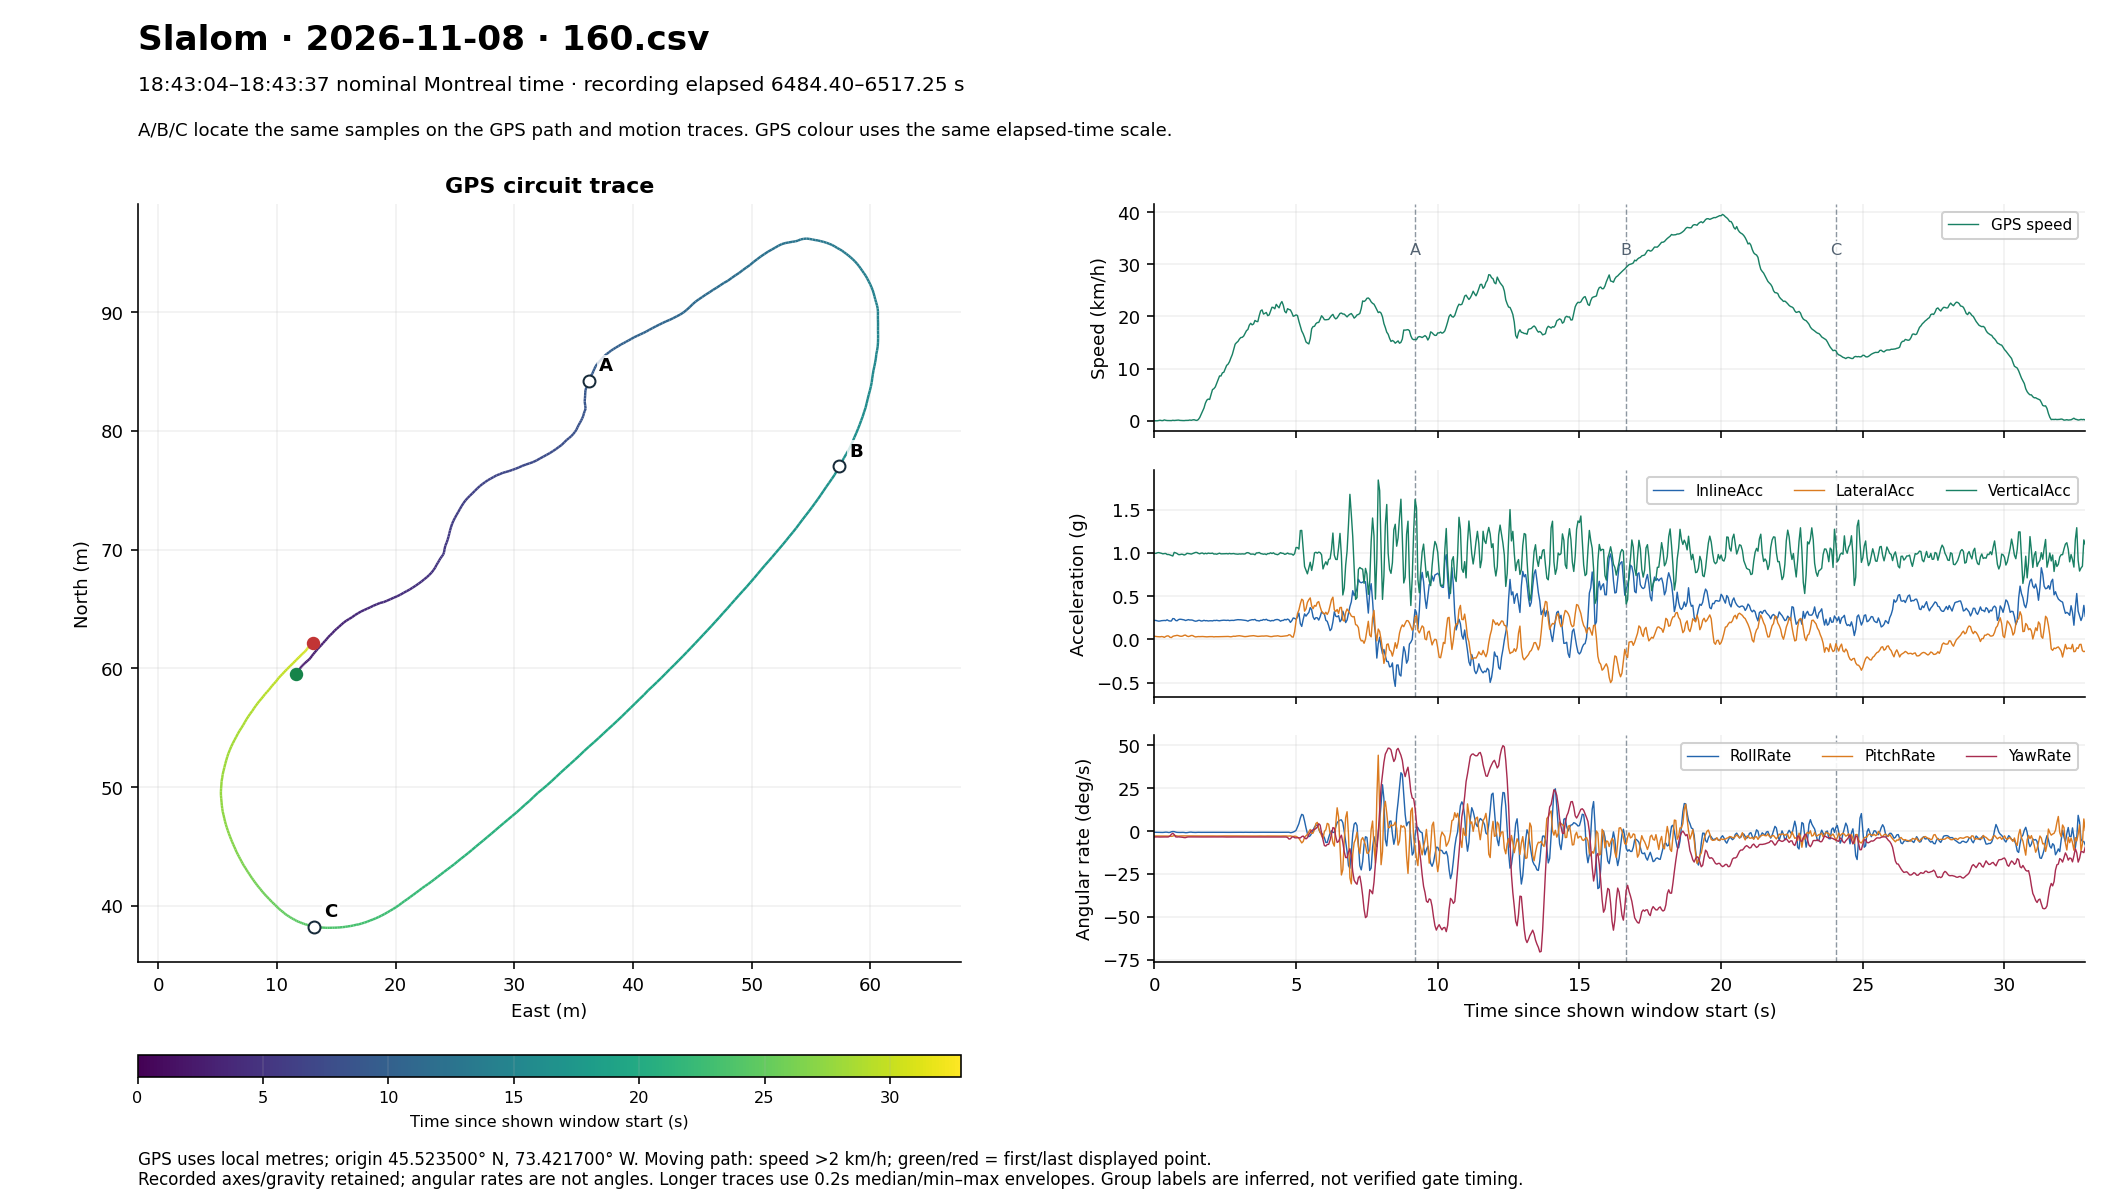 Slalom · 2026-11-08 · 160.csv
18:43:04–18:43:37 nominal Montreal time · recording elapsed 6484.40–6517.25 s
A/B/C locate the same samples on the GPS path and motion traces. GPS colour uses the same elapsed-time scale.
GPS circuit trace
North (m)
90
80
70
60
50
40
A
B
C
0 10 20 30 40 50 60
East (m)
0 5 10 15 20 25 30
Time since shown window start (s)
Speed (km/h)
40
30
20
10
0
A B C
GPS speed
Acceleration (g)
1.5
1.0
0.5
0.0
−0.5
InlineAcc LateralAcc VerticalAcc
Angular rate (deg/s)
50
25
0
−25
−50
−75
RollRate PitchRate YawRate
0 5 10 15 20 25 30
Time since shown window start (s)
GPS uses local metres; origin 45.523500° N, 73.421700° W. Moving path: speed >2 km/h; green/red = first/last displayed point.
Recorded axes/gravity retained; angular rates are not angles. Longer traces use 0.2s median/min–max envelopes. Group labels are inferred, not verified gate timing.